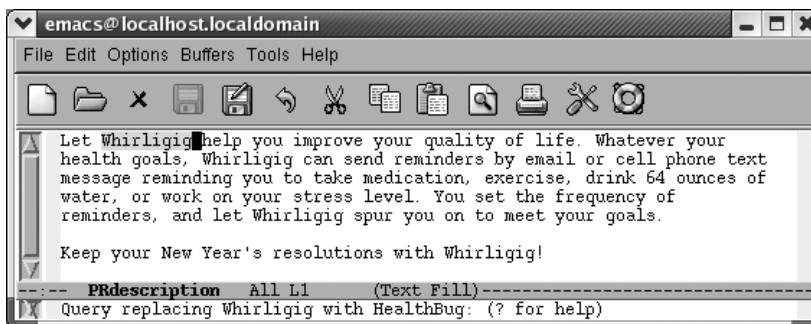 emacs@localhost.localdomain
File Edit Options Buffers Tools Help
Let Whirligig help you improve your quality of life. Whatever your
health goals, Whirligig can send reminders by email or cell phone text
message reminding you to take medication, exercise, drink 64 ounces of
water, or work on your stress level. You set the frequency of
reminders, and let Whirligig spur you on to meet your goals.
Keep your New Year's resolutions with Whirligig!
--:-- PRdescription All L1 (Text Fill)--------------------------------
Query replacing Whirligig with HealthBug: (? for help)